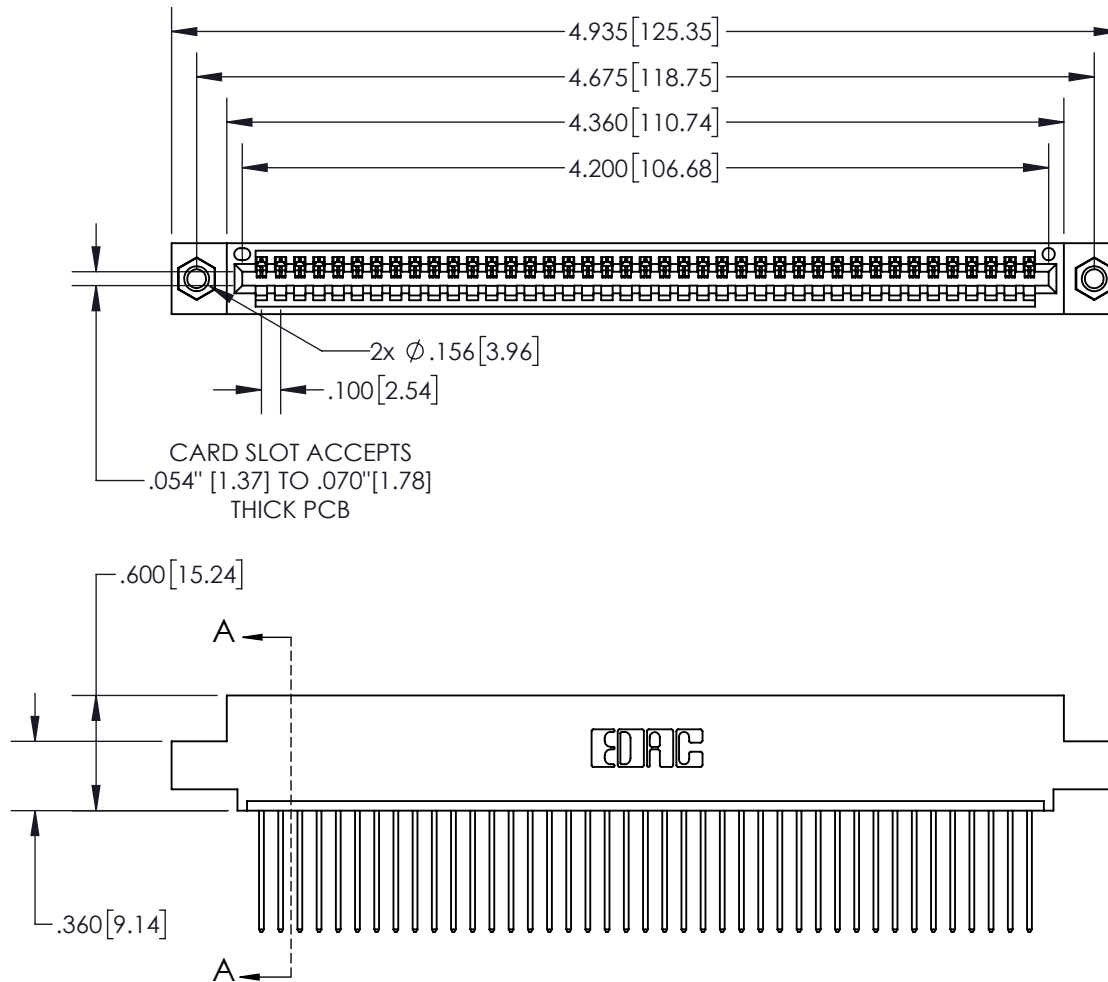 4.935[125.35]
4.675[118.75]
4.360[110.74]
4.200[106.68]
2x Ø.156[3.96]
.100[2.54]
CARD SLOT ACCEPTS
.054" [1.37] TO .070"[1.78]
THICK PCB
.600[15.24]
A
EDAC
.360[9.14]
A